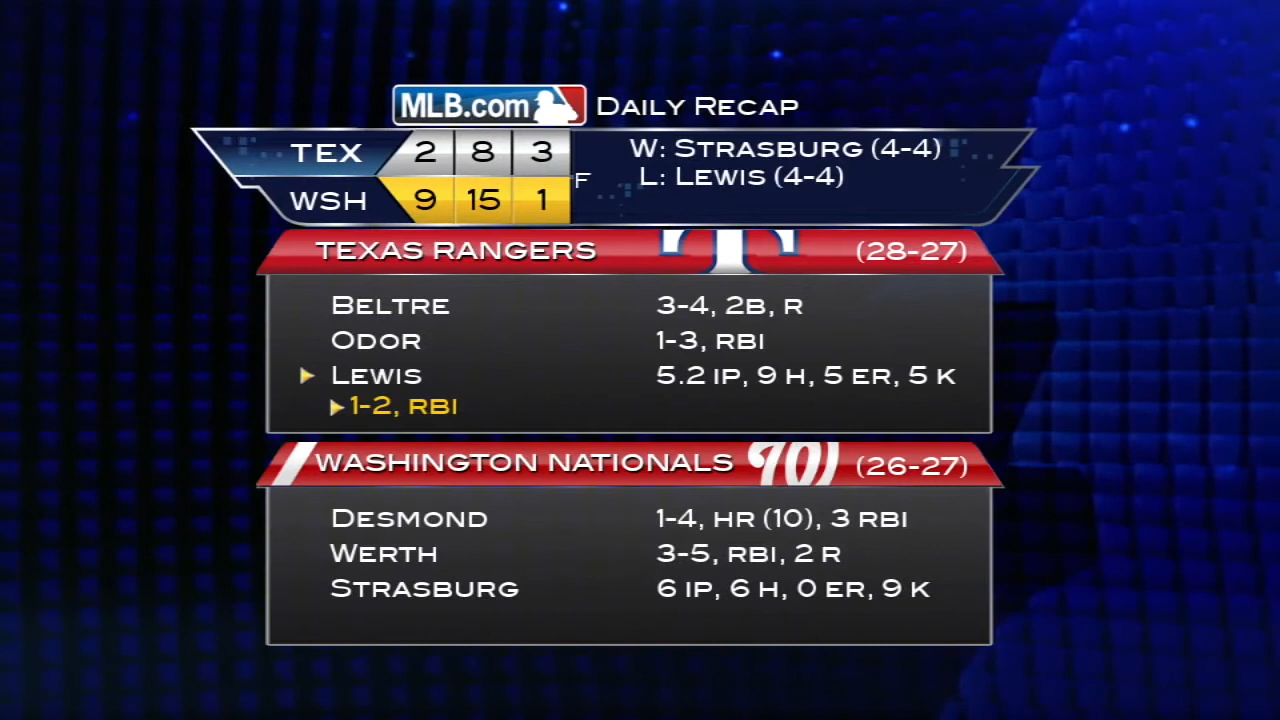 MLB.com DAILY RECAP
TEX 2 8 3
WSH 9 15 1
F
W: STRASBURG (4-4)
L: LEWIS (4-4)
TEXAS RANGERS T (28-27)
BELTRE 3-4, 2B, R
ODOR 1-3, RBI
LEWIS 5.2 IP, 9 H, 5 ER, 5 K
1-2, RBI
WASHINGTON NATIONALS W (26-27)
DESMOND 1-4, HR (10), 3 RBI
WERTH 3-5, RBI, 2 R
STRASBURG 6 IP, 6 H, 0 ER, 9 K